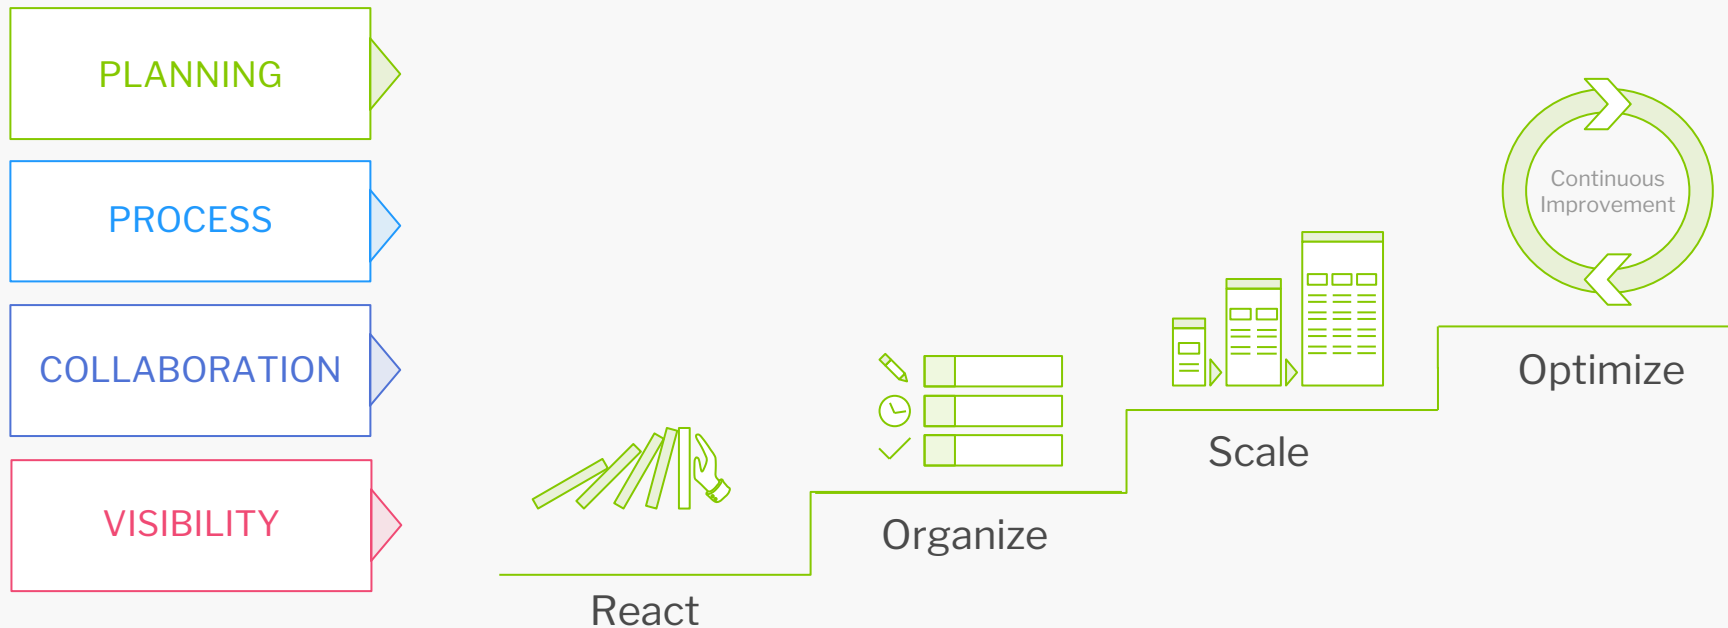 PLANNING
PROCESS
COLLABORATION
VISIBILITY
React
Organize
Scale
Optimize
Continuous
Improvement